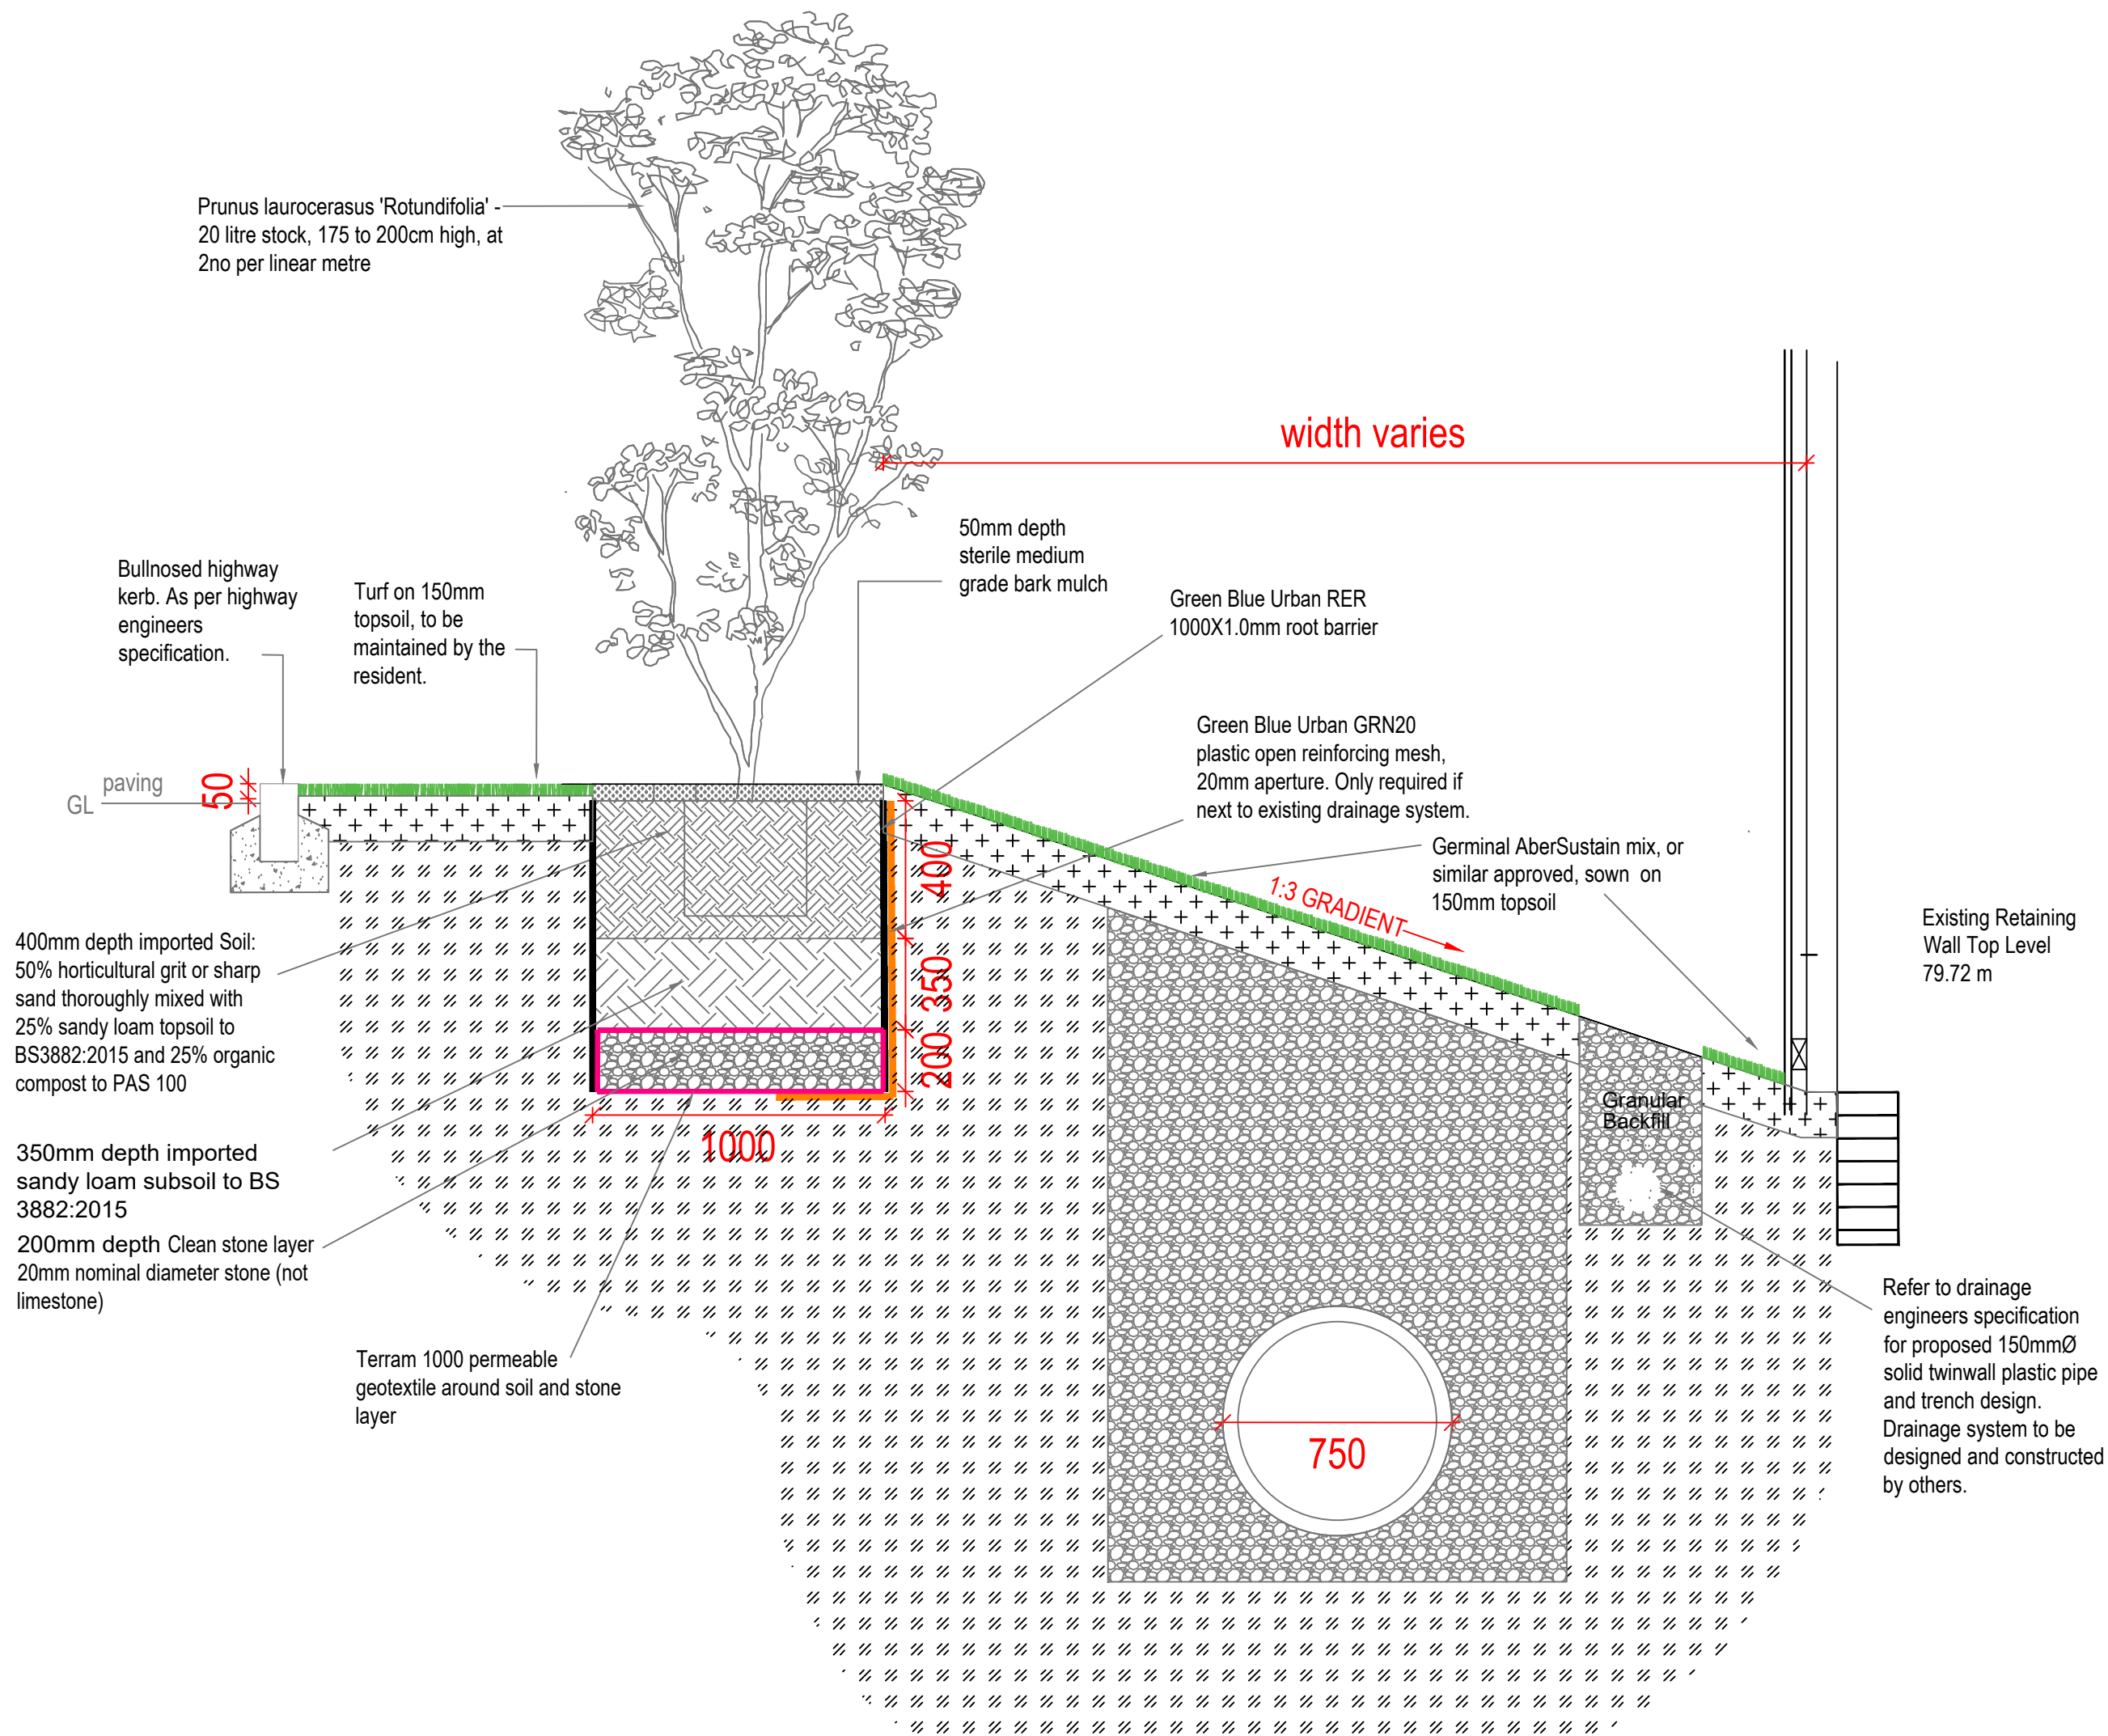 Prunus laurocerasus 'Rotundifolia' -
20 litre stock, 175 to 200cm high, at
2no per linear metre
width varies
50mm depth
sterile medium
grade bark mulch
Bullnosed highway
kerb. As per highway
engineers
specification.
Turf on 150mm
topsoil, to be
maintained by the
resident.
Green Blue Urban RER
1000X1.0mm root barrier
Green Blue Urban GRN20
plastic open reinforcing mesh,
20mm aperture. Only required if
next to existing drainage system.
paving
GL
50
Germinal AberSustain mix, or
similar approved, sown on
150mm topsoil
1:3 GRADIENT
400
350
200
1000
Existing Retaining
Wall Top Level
79.72 m
400mm depth imported Soil:
50% horticultural grit or sharp
sand thoroughly mixed with
25% sandy loam topsoil to
BS3882:2015 and 25% organic
compost to PAS 100
Granular
Backfill
350mm depth imported
sandy loam subsoil to BS
3882:2015
200mm depth Clean stone layer
20mm nominal diameter stone (not
limestone)
Terram 1000 permeable
geotextile around soil and stone
layer
750
Refer to drainage
engineers specification
for proposed 150mmØ
solid twinwall plastic pipe
and trench design.
Drainage system to be
designed and constructed
by others.